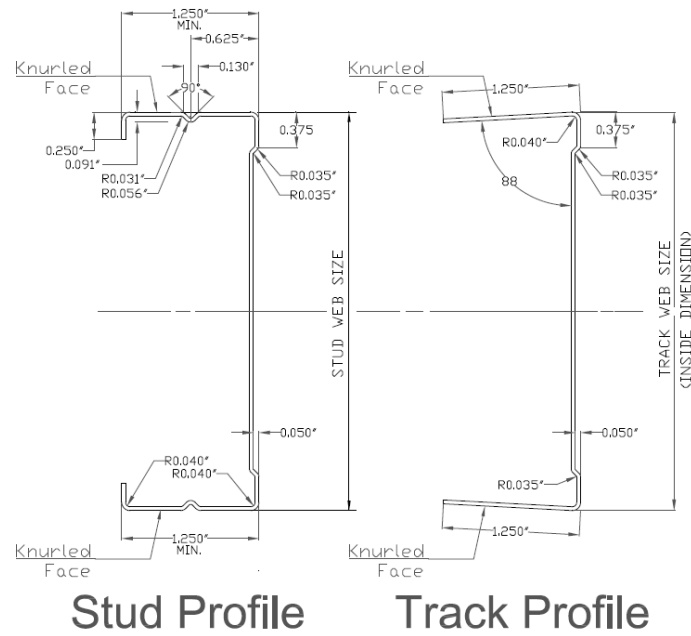 1.250"
MIN.
0.625"
0.130"
90°
Knurled
Face
0.250"
0.091"
R0.031"
R0.056"
0.375
R0.035"
R0.035"
STUD WEB SIZE
0.050"
R0.040"
R0.040"
1.250"
MIN.
Knurled
Face
Stud Profile
Knurled
Face
1.250"
R0.040"
0.375"
R0.035"
R0.035"
88
TRACK WEB SIZE
(INSIDE DIMENSION)
0.050"
R0.035"
1.250"
Knurled
Face
Track Profile